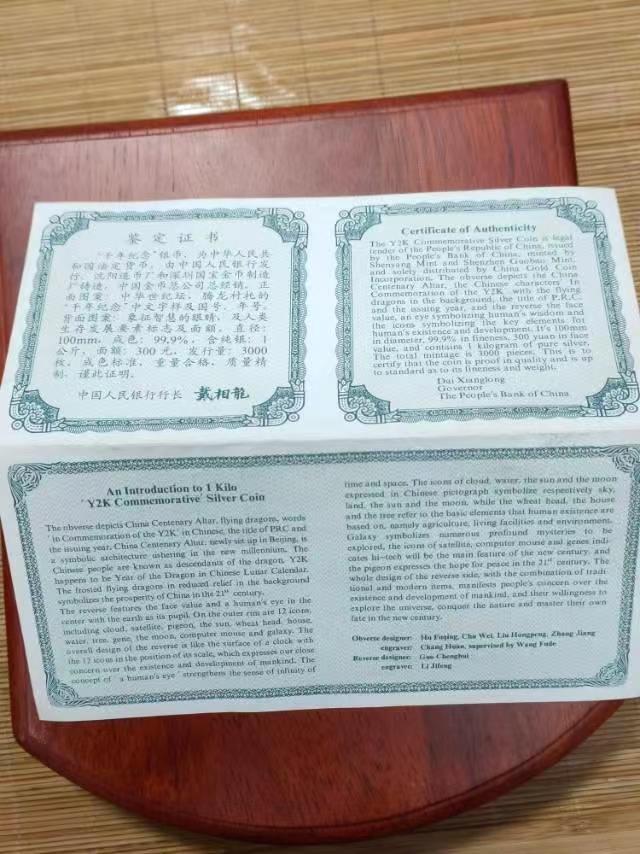 鉴定证书
“千年纪念”银币,为中华人民共
和国法定货币,由中国人民银行发
行,沈阳造币厂和深圳国宝金币制造
厂铸造,中国金币总公司总经销。正
面图案:中华世纪坛,腾龙衬托的
“千年纪念”中文字样及国号、年号。
背面图案:象征智慧的眼睛,及人类
生存发展要素标志及面额。直径:
100mm,成色:99.9%,含纯银:1
公斤,面额:300元,发行量:3000
枚。成色标准,重量合格,质量精
制,谨此证明。
中国人民银行行长 戴相龙
Certificate of Authenticity
The Y2K Commemorative Silver Coin is legal
tender of the People's Republic of China, issued
by the People's Bank of China, minted by
Shenyang Mint and Shenzhen Guobao Mint,
and solely distributed by China Gold Coin
Incorporation. The obverse depicts the China
Centenary Altar, the Chinese characters' In
Commemoration of the Y2K, with the flying
dragons in the background, the title of P.R.C.
and the issuing year, and the reverse the face
value, an eye symbolizing human's wisdom and
the icons symbolizing the key elements for
human's existence and development. It's 100mm
in diameter, 99.9% in fineness, 300 yuan in face
value, and contains 1 kilogram of pure silver.
The total mintage is 3000 pieces. This is to
certify that the coin is proof in quality and is up
to standard as to its fineness and weight.
Dai Xianglong
Governor
The People's Bank of China
An Introduction to 1 Kilo
'Y2K Commemorative' Silver Coin
The obverse depicts China Centenary Altar, flying dragons, words
'in Commemoration of the Y2K' in Chinese, the title of PRC and
the issuing year. China Centenary Altar, newly set up in Beijing, is
a symbolic architecture ushering in the new millennium. The
Chinese people are known as descendants of the dragon, Y2K
happens to be Year of the Dragon in Chinese Lunar Calendar.
The frosted flying dragons in reduced relief in the background
symbolizes the prosperity of China in the 21st century.
The reverse features the face value and a human's eye in the
center with the earth as its pupil. On the outer rim are 12 icons,
including cloud, satellite, pigeon, the sun, wheat head, house,
water, tree, gene, the moon, computer mouse and galaxy. The
overall design of the reverse is like the surface of a clock with
the 12 icons in the position of its scale, which expresses our close
concern over the existence and development of mankind. The
concept of 'a human's eye' strengthens the sense of infinity of
time and space. The icons of cloud, water, the sun and the moon
expressed in Chinese pictograph symbolize respectively sky,
land, the sun and the moon, while the wheat head, the house
and the tree refer to the basic elements that human existence are
based on, namely agriculture, living facilities and environment.
Galaxy symbolizes numerous profound mysteries to be
explored, the icons of satellite, computer mouse and genes indi-
cates hi-tech will be the main feature of the new century, and
the pigeon expresses the hope for peace in the 21st century. The
whole design of the reverse side, with the combination of tradi-
tional and modern items, manifests people's concern over the
existence and development of mankind, and their willingness to
explore the universe, conquer the nature and master their own
fate in the new century.
Obverse designer: Hu Fuqing, Chu Wei, Liu Hongpeng, Zhang Jiang
engraver: Chang Huan, supervised by Wang Fude
Reverse designer: Guo Chenghui
engraver: Li Jifeng